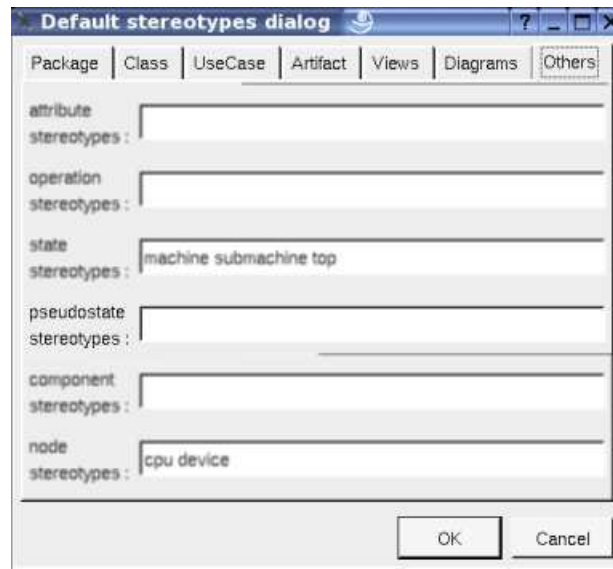 Default stereotypes dialog
Package Class UseCase Artifact Views Diagrams Others
attribute
stereotypes :
operation
stereotypes :
state
stereotypes :
machine submachine top
pseudostate
stereotypes :
component
stereotypes :
node
stereotypes :
cpu device
OK Cancel